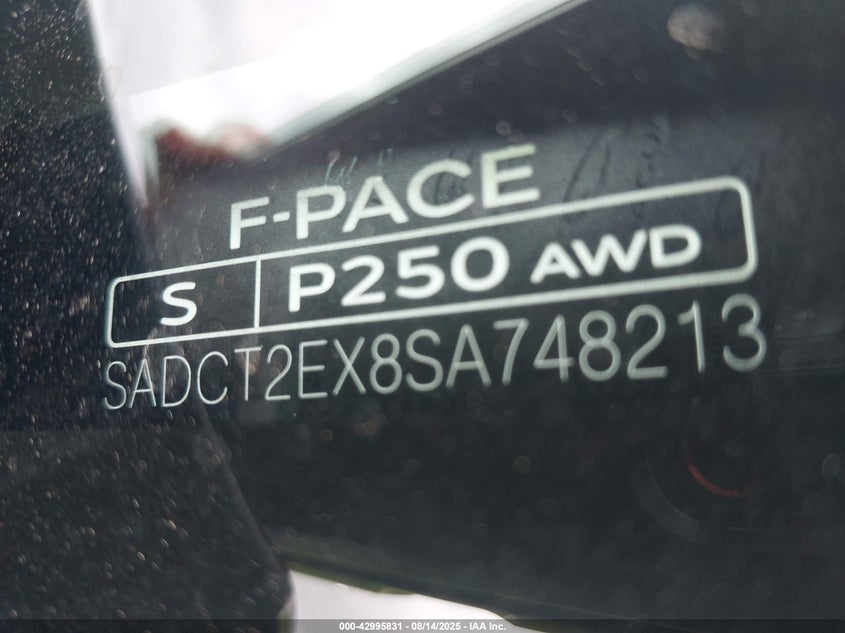 F-PACE
S P250 AWD
SADCT2EX8SA748213
000-42995831 - 08/14/2025 - IAA Inc.